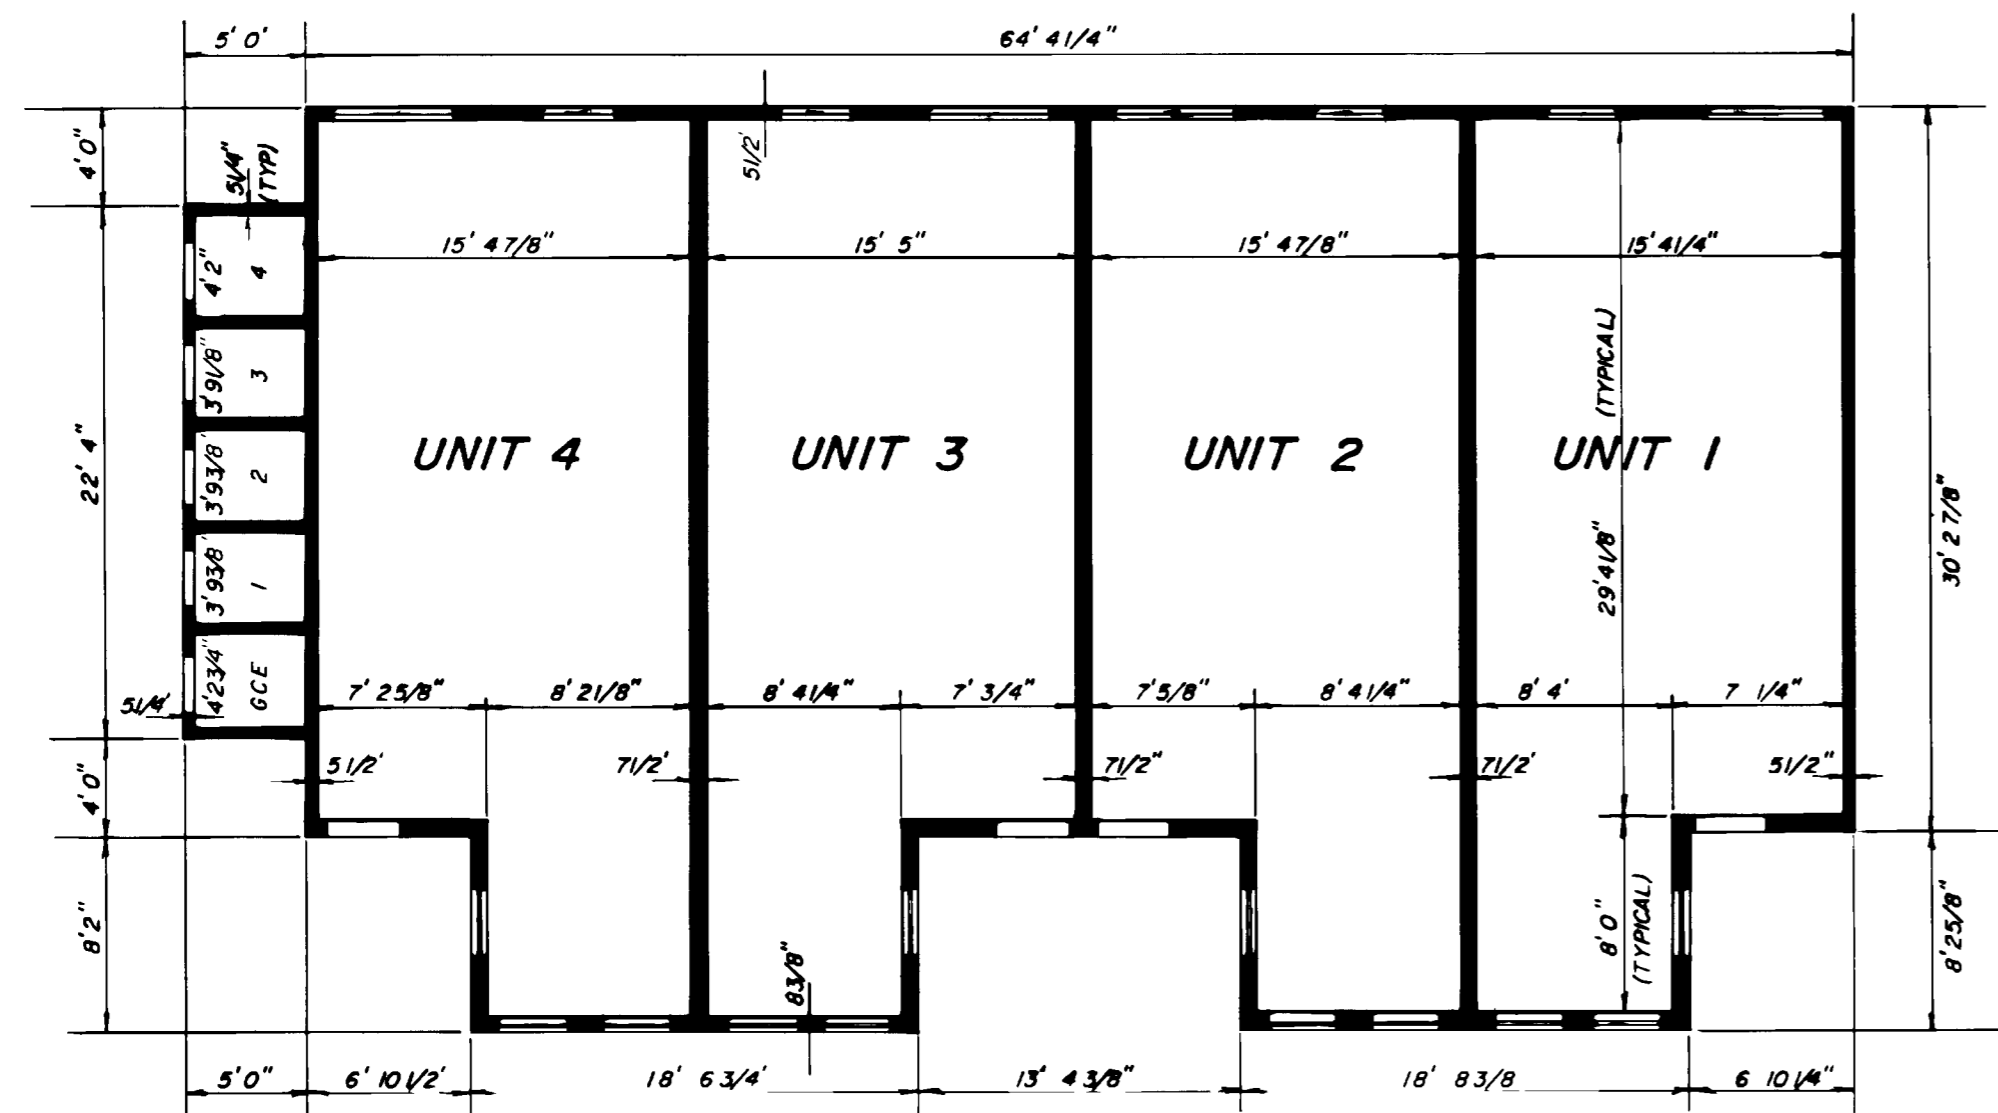 5' 0'
64' 4 1/4"
4' 0"
5 1/4"
(TYP)
5 1/2'
15' 4 7/8"
15' 5"
15' 4 7/8"
15' 4 1/4"
4' 2"
4
(TYPICAL)
3' 9 1/8"
3
UNIT 4
UNIT 3
UNIT 2
UNIT 1
22' 4"
3' 9 3/8'
2
30' 2 7/8"
29' 4 1/8"
3' 9 3/8'
1
4' 2 3/4"
GCE
5 1/4'
7' 2 5/8"
8' 2 1/8"
8' 4 1/4"
7' 3/4"
7' 5/8"
8' 4 1/4"
8' 4'
7 1/4"
4' 0"
5 1/2'
7 1/2'
7 1/2"
7 1/2'
5 1/2"
8' 2"
8 3/8"
8' 0"
(TYPICAL)
8' 2 5/8"
5' 0"
6' 10 1/2'
18' 6 3/4'
13' 4 3/8"
18' 8 3/8
6 10 1/4"